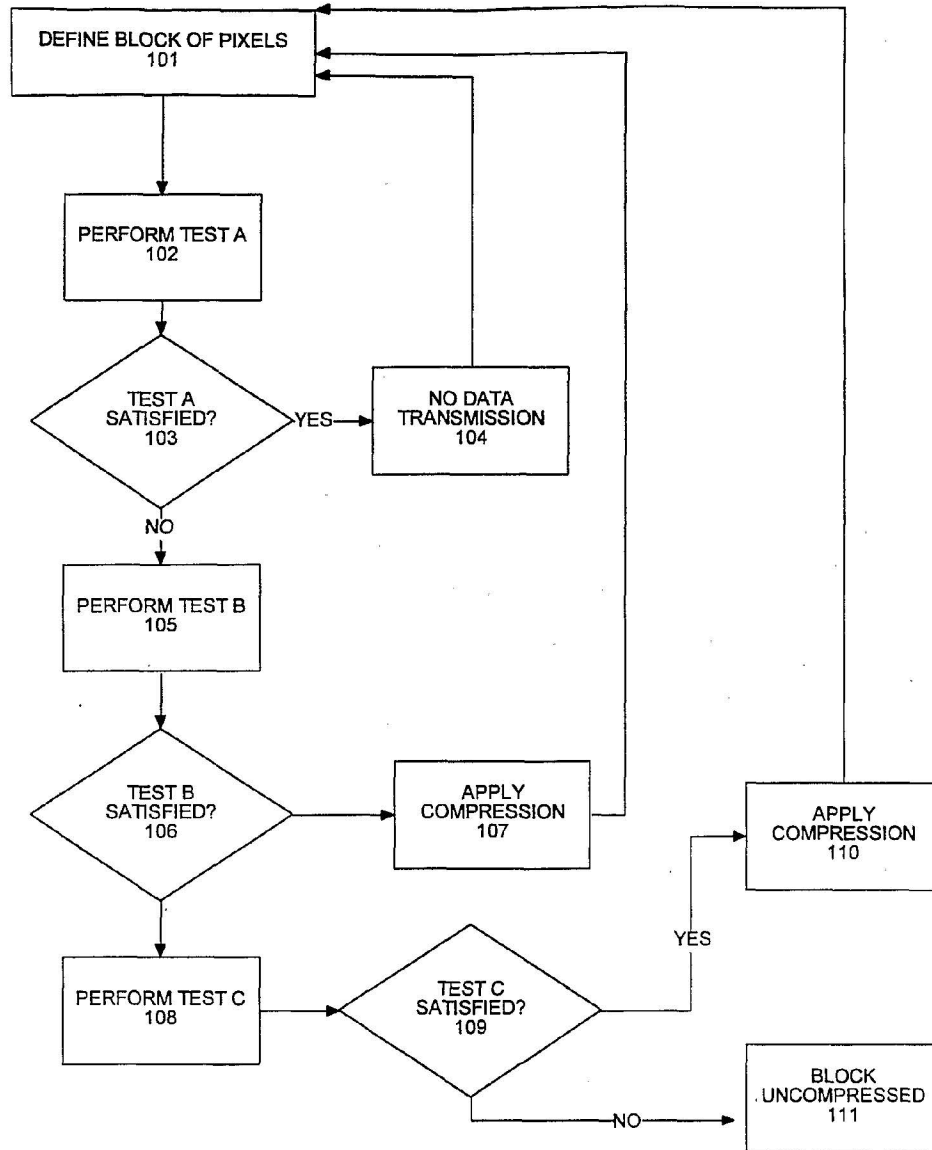 DEFINE BLOCK OF PIXELS
101
PERFORM TEST A
102
TEST A
SATISFIED?
103
YES
NO DATA
TRANSMISSION
104
NO
PERFORM TEST B
105
TEST B
SATISFIED?
106
APPLY
COMPRESSION
107
APPLY
COMPRESSION
110
YES
PERFORM TEST C
108
TEST C
SATISFIED?
109
NO
BLOCK
UNCOMPRESSED
111